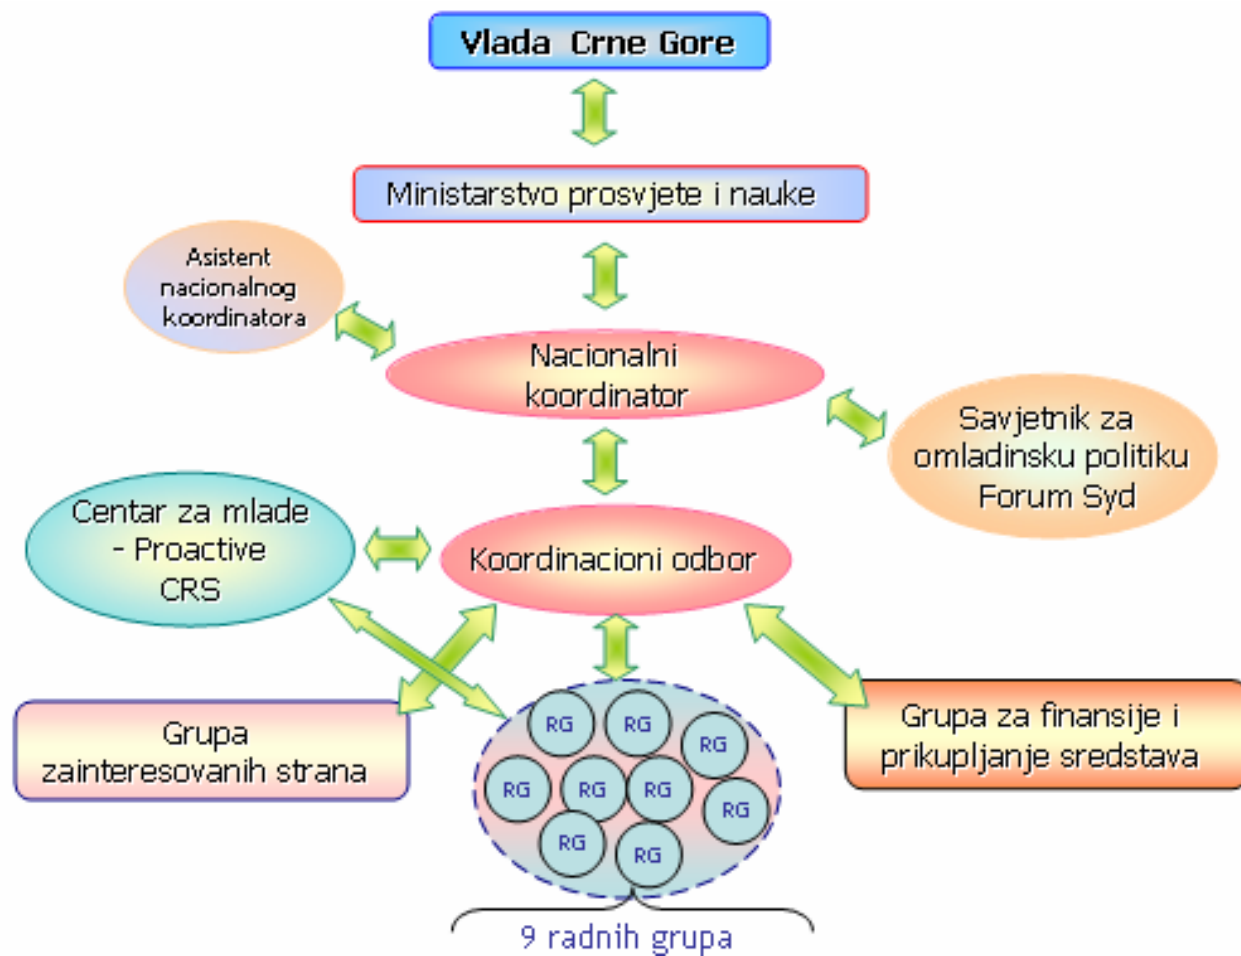 Vlada Crne Gore
Ministarstvo prosvjete i nauke
Asistent
nacionalnog
koordinatora
Nacionalni
koordinator
Savjetnik za
omladinsku politiku
Forum Syd
Centar za mlade
- Proactive
CRS
Koordinacioni odbor
Grupa
zainteresovanih strana
RG
RG
RG
RG
RG
RG
RG
RG
RG
Grupa za finansije i
prikupljanje sredstava
9 radnih grupa